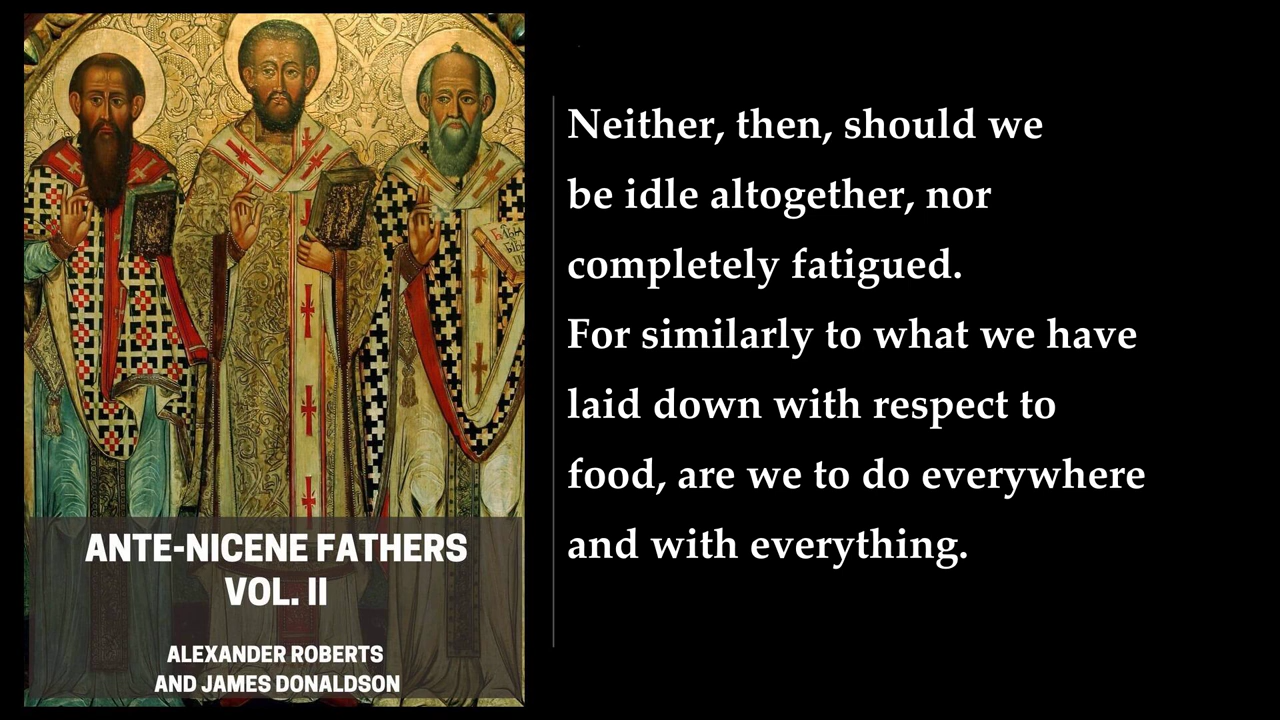 ANTE-NICENE FATHERS
VOL. II
ALEXANDER ROBERTS
AND JAMES DONALDSON
Neither, then, should we
be idle altogether, nor
completely fatigued.
For similarly to what we have
laid down with respect to
food, are we to do everywhere
and with everything.